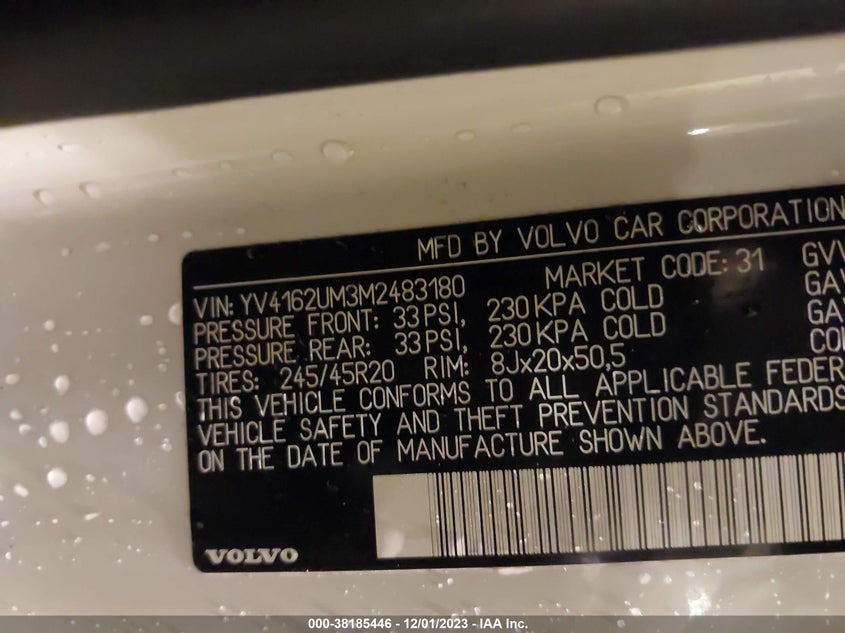 MFD BY VOLVO CAR CORPORATION
MARKET CODE: 31
VIN: YV4162UM3M2483180
PRESSURE FRONT: 33 PSI, 230 KPA COLD
PRESSURE REAR: 33 PSI, 230 KPA COLD
TIRES: 245/45R20 RIM: 8Jx20x50,5
THIS VEHICLE CONFORMS TO ALL APPLICABLE FEDER
VEHICLE SAFETY AND THEFT PREVENTION STANDARDS
ON THE DATE OF MANUFACTURE SHOWN ABOVE.
VOLVO
000-38185446 - 12/01/2023 - IAA Inc.